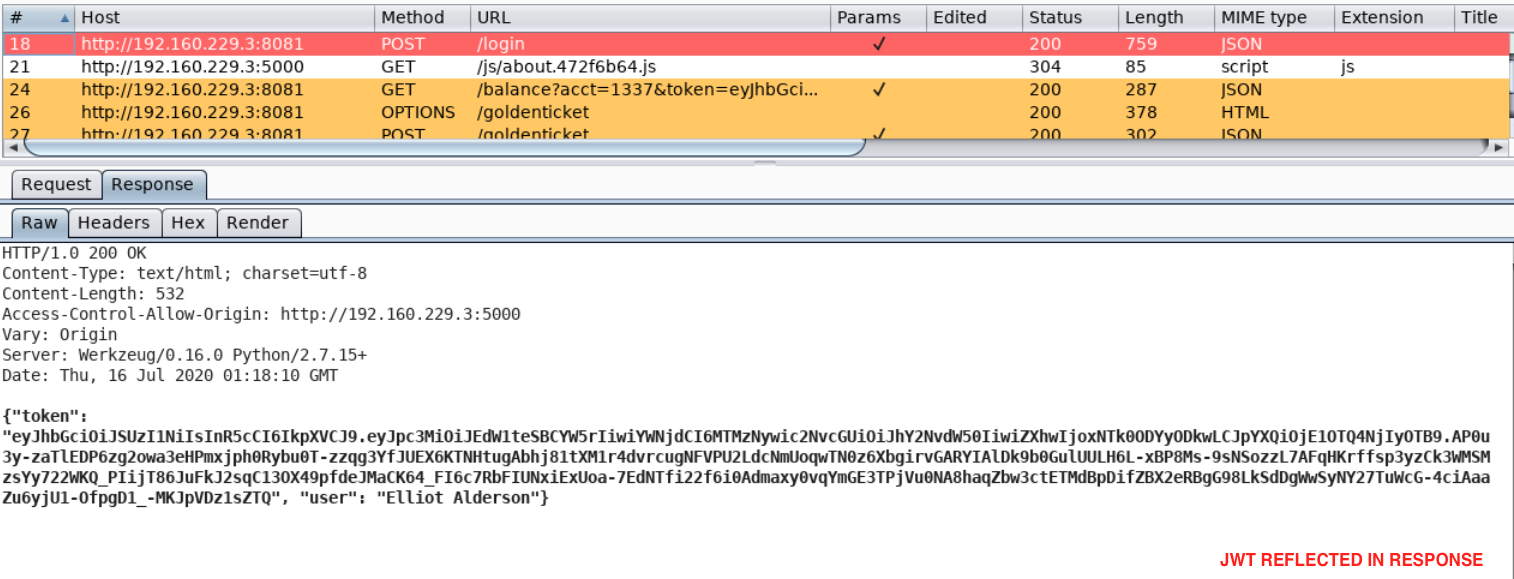 # Host Method URL Params Edited Status Length MIME type Extension Title
18 http://192.160.229.3:8081 POST /login ✓ 200 759 JSON
21 http://192.160.229.3:5000 GET /js/about.472f6b64.js 304 85 script js
24 http://192.160.229.3:8081 GET /balance?acct=1337&token=eyJhbGci... ✓ 200 287 JSON
26 http://192.160.229.3:8081 OPTIONS /goldenticket 200 378 HTML
27 http://192.160.229.3:8081 POST /goldenticket ✓ 200 302 JSON
Request Response
Raw Headers Hex Render
HTTP/1.0 200 OK
Content-Type: text/html; charset=utf-8
Content-Length: 532
Access-Control-Allow-Origin: http://192.160.229.3:5000
Vary: Origin
Server: Werkzeug/0.16.0 Python/2.7.15+
Date: Thu, 16 Jul 2020 01:18:10 GMT
{"token":
"eyJhbGciOiJSUzI1NiIsInR5cCI6IkpXVCJ9.eyJpc3MiOiJEdW1teSBCYW5rIiwiYWNjdCI6MTMzNywic2NvcGUiOiJhY2NvdW50IiwiZXhwIjoxNTk0ODYyODkwLCJpYXQiOjE1OTQ4NjIyOTB9.AP0u
3y-zaTlEDP6zg2owa3eHPmxjph0Rybu0T-zzqg3YfJUEX6KTNHtugAbhj81tXM1r4dvrcugNFVPU2LdcNmUoqwTN0z6XbgirvGARYIAlDk9b0GulUULH6L-xBP8Ms-9sNSozzL7AFqHKrffsp3yzCk3WMSM
zsYy722WKQ_PIijT86JuFkJ2sqC13OX49pfdeJMaCK64_FI6c7RbFIUNxiExUoa-7EdNTfi22f6i0Admaxy0vqYmGE3TPjVu0NA8haqZbw3ctETMdBpDifZBX2eRBgG98LkSdDgWwSyNY27TuWcG-4ciAaa
Zu6yjU1-OfpgD1_-MKJpVDz1sZTQ", "user": "Elliot Alderson"}
JWT REFLECTED IN RESPONSE